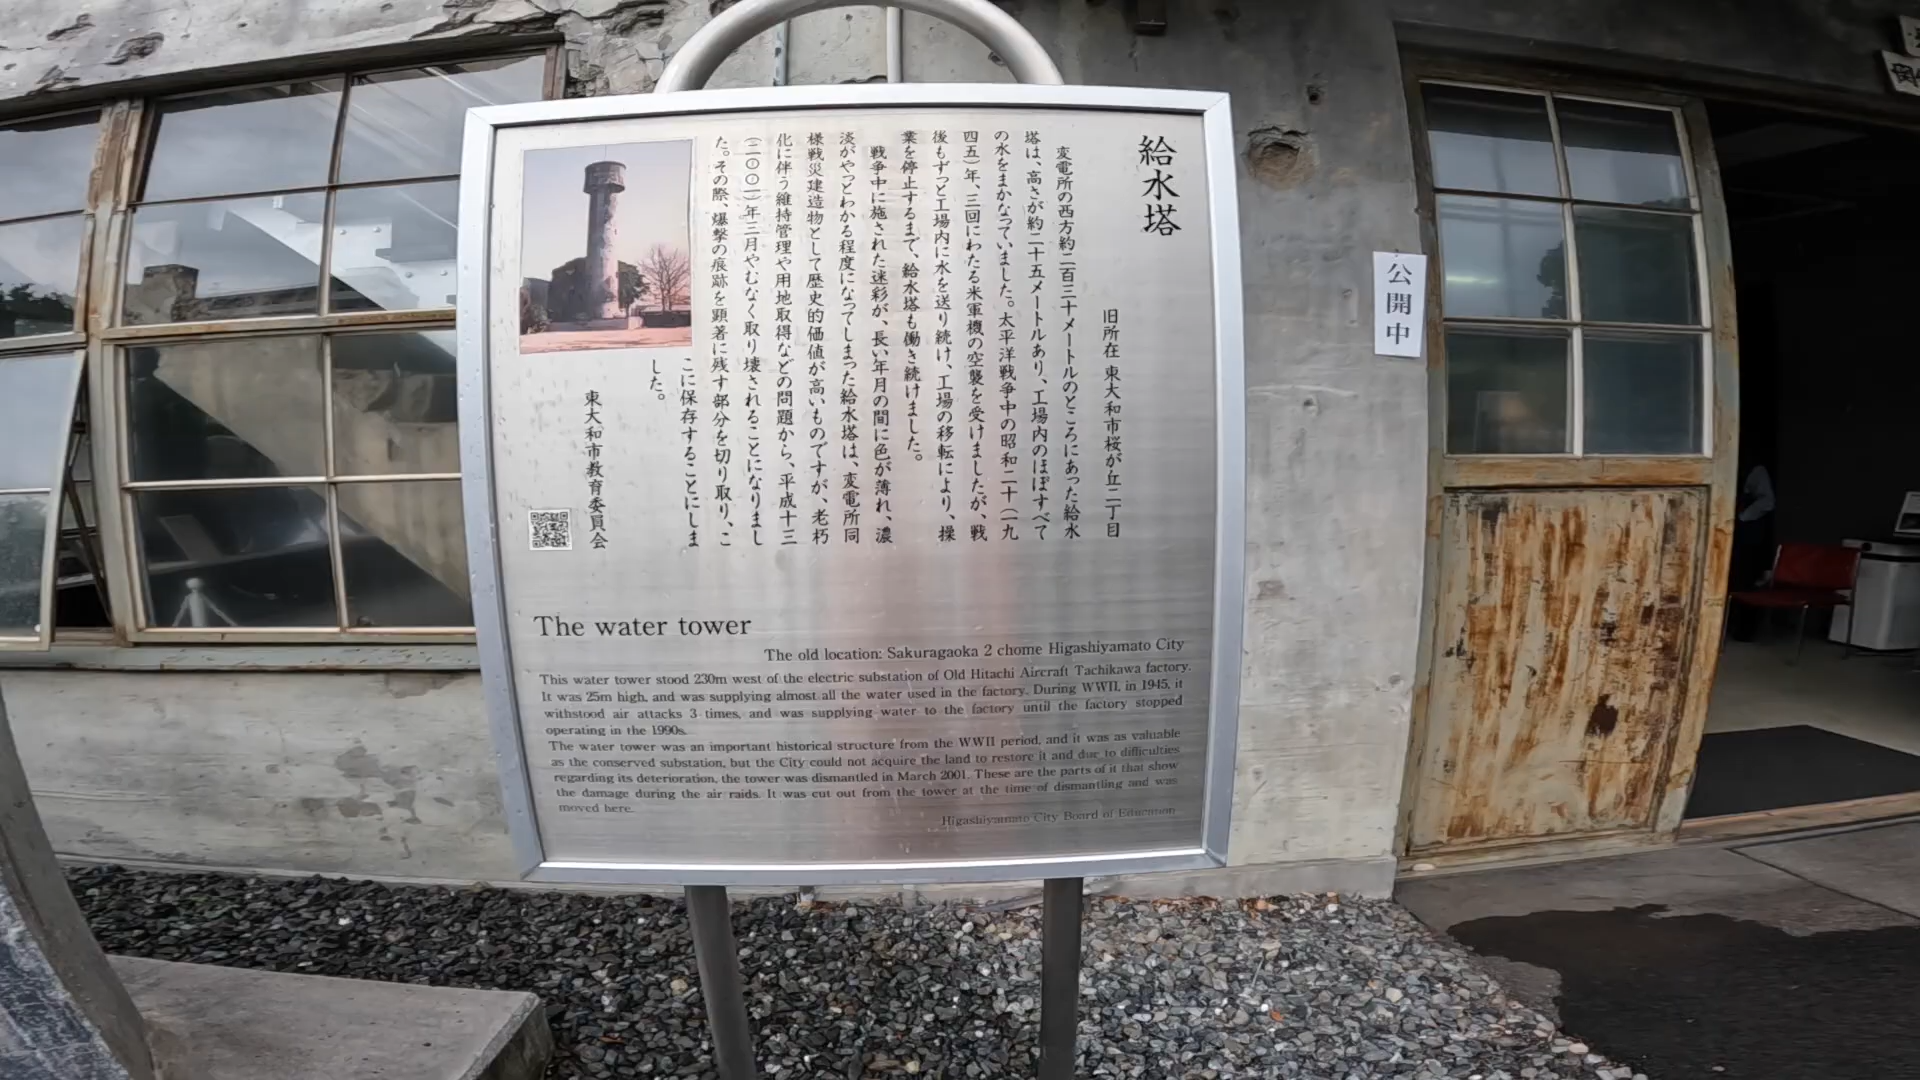 給水塔
旧所在 東大和市桜が丘二丁目
変電所の西方約二百三十メートルのところにあった給水
塔は、高さが約二十五メートルあり、工場内のほぼすべて
の水をまかなっていました。太平洋戦争中の昭和二十（一九
四五）年、三回にわたる米軍機の空襲を受けましたが、戦
後もずっと工場内に水を送り続け、工場の移転により、操
業を停止するまで、給水塔も働き続けました。
戦争中に施された迷彩が、長い年月の間に色が薄れ、濃
淡がやっとわかる程度になってしまった給水塔は、変電所同
様戦災建造物として歴史的価値が高いものですが、老朽
化に伴う維持管理や用地取得などの問題から、平成十三
（二〇〇一）年三月やむなく取り壊されることになりまし
た。その際、爆撃の痕跡を顕著に残す部分を切り取り、こ
こに保存することにしま
した。
東大和市教育委員会
The water tower
The old location: Sakuragaoka 2 chome Higashiyamato City
This water tower stood 230m west of the electric substation of Old Hitachi Aircraft Tachikawa factory.
It was 25m high, and was supplying almost all the water used in the factory. During WWII, in 1945, it
withstood air attacks 3 times, and was supplying water to the factory until the factory stopped
operating in the 1990s.
The water tower was an important historical structure from the WWII period, and it was as valuable
as the conserved substation, but the City could not acquire the land to restore it and due to difficulties
regarding its deterioration, the tower was dismantled in March 2001. These are the parts of it that show
the damage during the air raids. It was cut out from the tower at the time of dismantling and was
moved here.
Higashiyamato City Board of Education
公開中